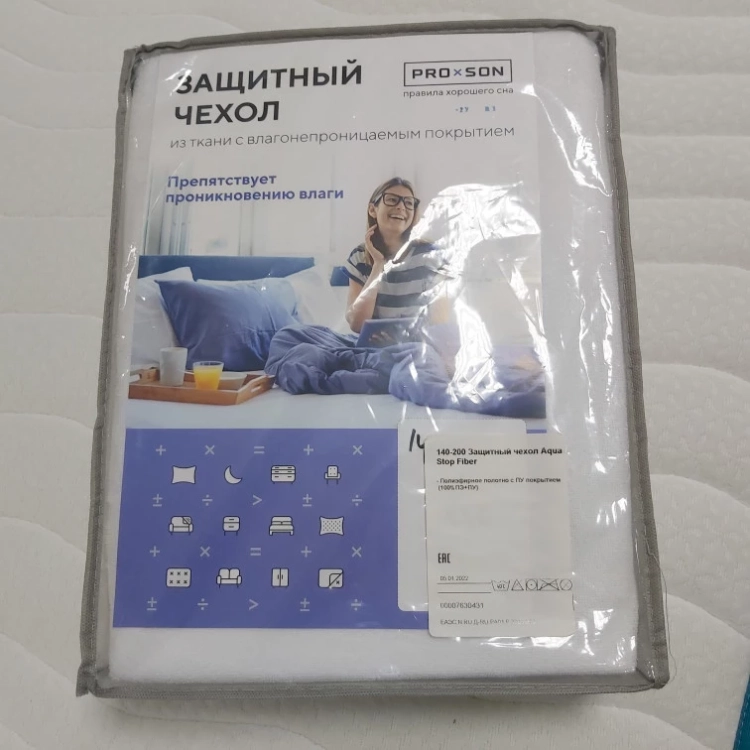 ЗАЩИТНЫЙ
ЧЕХОЛ
PRO×SON
правила хорошего сна
из ткани с влагонепроницаемым покрытием
Препятствует
проникновению влаги
140-200 Защитный чехол Aqua
Stop Fiber
- Полиэфирное полотно с ПУ покрытием
(100%ПЭ+ПУ)
EAC